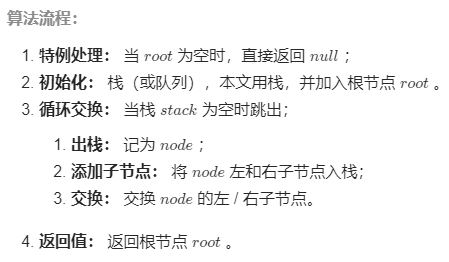 算法流程：
1. 特例处理： 当 root 为空时，直接返回 null ；
2. 初始化： 栈（或队列），本文用栈，并加入根节点 root 。
3. 循环交换： 当栈 stack 为空时跳出；
1. 出栈： 记为 node ；
2. 添加子节点： 将 node 左和右子节点入栈；
3. 交换： 交换 node 的左 / 右子节点。
4. 返回值： 返回根节点 root 。